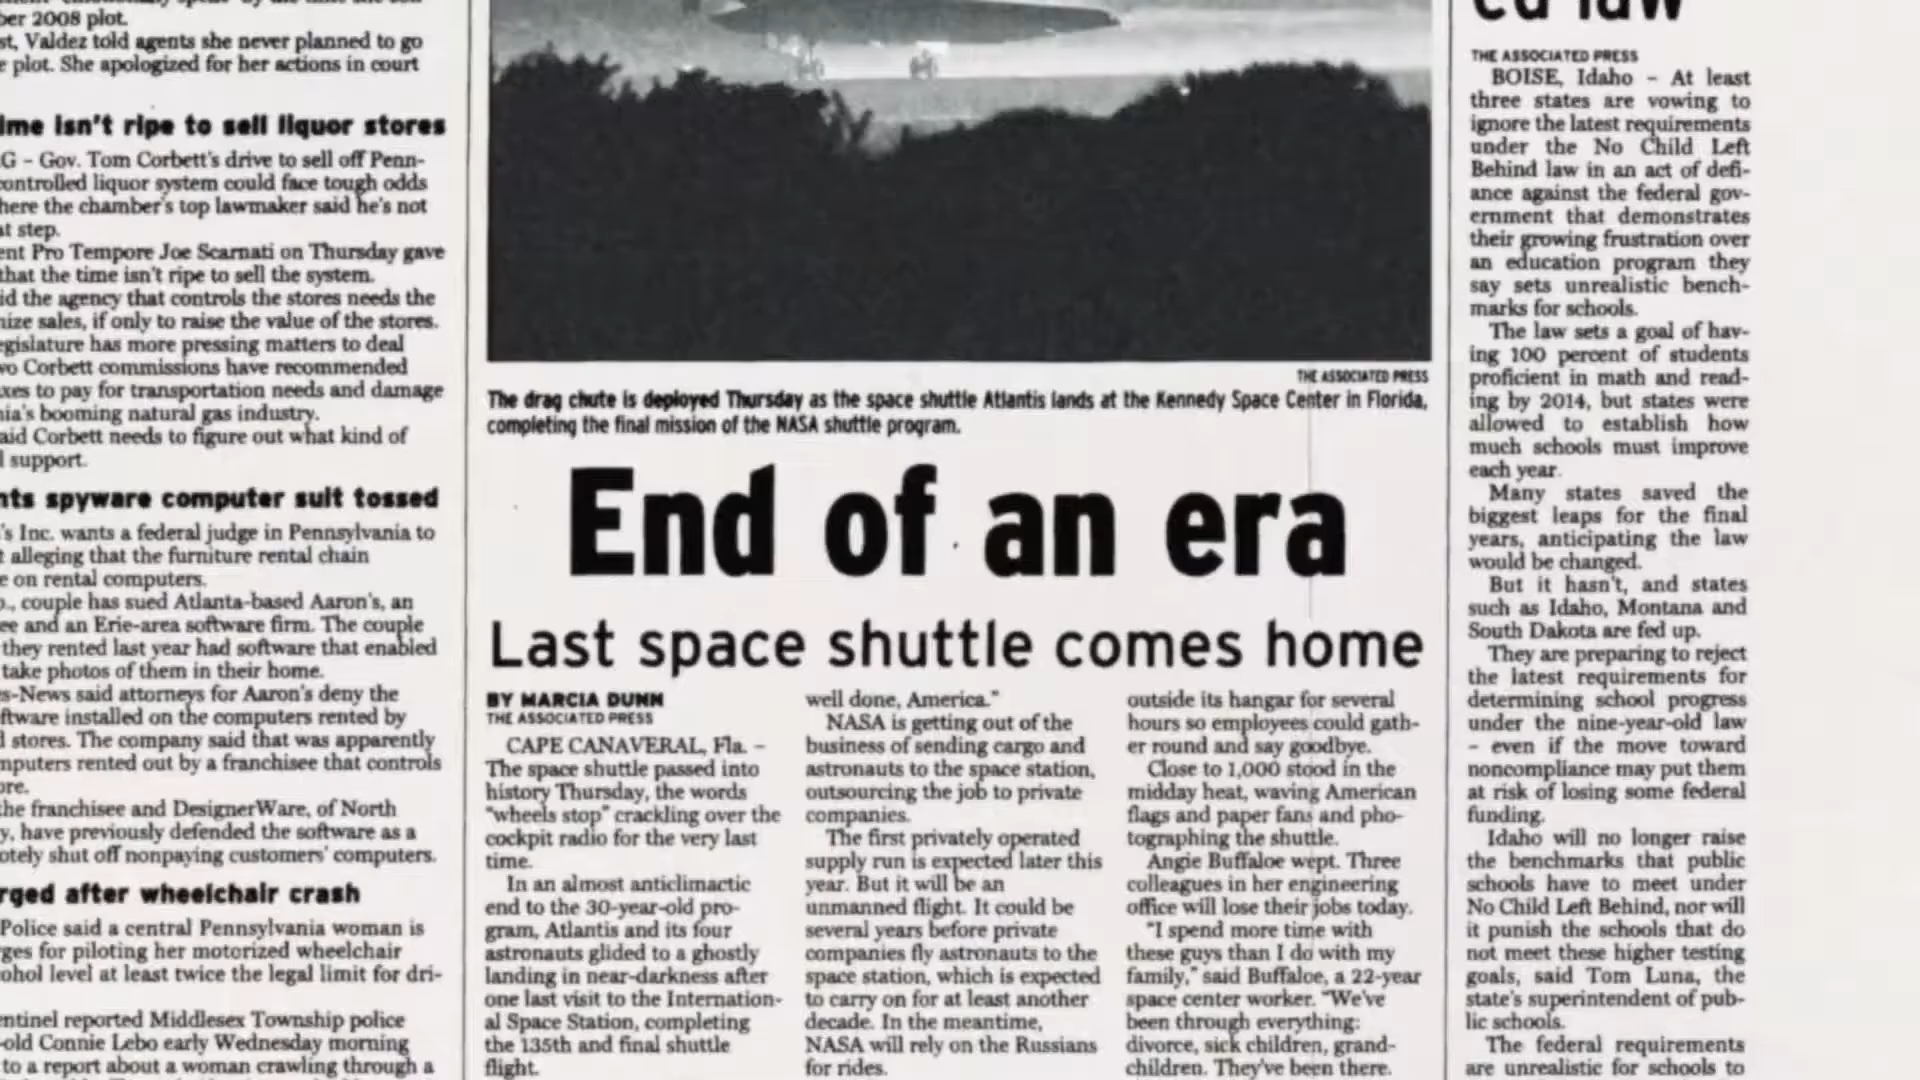 ber 2008 plot.
st, Valdez told agents she never planned to go
e plot. She apologized for her actions in court
ime isn't ripe to sell liquor stores
G – Gov. Tom Corbett's drive to sell off Penn-
controlled liquor system could face tough odds
here the chamber's top lawmaker said he's not
at step.
ent Pro Tempore Joe Scarnati on Thursday gave
that the time isn't ripe to sell the system.
id the agency that controls the stores needs the
nize sales, if only to raise the value of the stores.
egislature has more pressing matters to deal
wo Corbett commissions have recommended
xes to pay for transportation needs and damage
nia's booming natural gas industry.
aid Corbett needs to figure out what kind of
l support.
nts spyware computer suit tossed
's Inc. wants a federal judge in Pennsylvania to
t alleging that the furniture rental chain
e on rental computers.
o., couple has sued Atlanta-based Aaron's, an
ee and an Erie-area software firm. The couple
they rented last year had software that enabled
take photos of them in their home.
s-News said attorneys for Aaron's deny the
ftware installed on the computers rented by
d stores. The company said that was apparently
mputers rented out by a franchisee that controls
ore.
the franchisee and DesignerWare, of North
y, have previously defended the software as a
otely shut off nonpaying customers' computers.
rged after wheelchair crash
Police said a central Pennsylvania woman is
rges for piloting her motorized wheelchair
ohol level at least twice the legal limit for dri-
entinel reported Middlesex Township police
-old Connie Lebo early Wednesday morning
to a report about a woman crawling through a
THE ASSOCIATED PRESS
The drag chute is deployed Thursday as the space shuttle Atlantis lands at the Kennedy Space Center in Florida,
completing the final mission of the NASA shuttle program.
End of an era
Last space shuttle comes home
BY MARCIA DUNN
THE ASSOCIATED PRESS
CAPE CANAVERAL, Fla. –
The space shuttle passed into
history Thursday, the words
"wheels stop" crackling over the
cockpit radio for the very last
time.
In an almost anticlimactic
end to the 30-year-old pro-
gram, Atlantis and its four
astronauts glided to a ghostly
landing in near-darkness after
one last visit to the Internation-
al Space Station, completing
the 135th and final shuttle
flight.
well done, America."
NASA is getting out of the
business of sending cargo and
astronauts to the space station,
outsourcing the job to private
companies.
The first privately operated
supply run is expected later this
year. But it will be an
unmanned flight. It could be
several years before private
companies fly astronauts to the
space station, which is expected
to carry on for at least another
decade. In the meantime,
NASA will rely on the Russians
for rides.
outside its hangar for several
hours so employees could gath-
er round and say goodbye.
Close to 1,000 stood in the
midday heat, waving American
flags and paper fans and pho-
tographing the shuttle.
Angie Buffaloe wept. Three
colleagues in her engineering
office will lose their jobs today.
"I spend more time with
these guys than I do with my
family," said Buffaloe, a 22-year
space center worker. "We've
been through everything:
divorce, sick children, grand-
children. They've been there.
ed law
THE ASSOCIATED PRESS
BOISE, Idaho – At least
three states are vowing to
ignore the latest requirements
under the No Child Left
Behind law in an act of defi-
ance against the federal gov-
ernment that demonstrates
their growing frustration over
an education program they
say sets unrealistic bench-
marks for schools.
The law sets a goal of hav-
ing 100 percent of students
proficient in math and read-
ing by 2014, but states were
allowed to establish how
much schools must improve
each year.
Many states saved the
biggest leaps for the final
years, anticipating the law
would be changed.
But it hasn't, and states
such as Idaho, Montana and
South Dakota are fed up.
They are preparing to reject
the latest requirements for
determining school progress
under the nine-year-old law
– even if the move toward
noncompliance may put them
at risk of losing some federal
funding.
Idaho will no longer raise
the benchmarks that public
schools have to meet under
No Child Left Behind, nor will
it punish the schools that do
not meet these higher testing
goals, said Tom Luna, the
state's superintendent of pub-
lic schools.
The federal requirements
are unrealistic for schools to